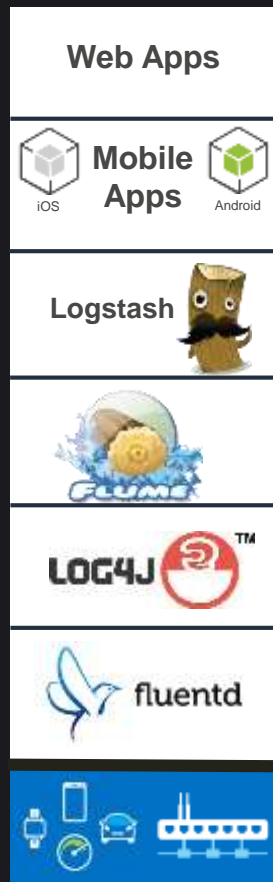 Web Apps
Mobile
Apps
iOS
Android
Logstash
FLUME
LOG4J
TM
fluentd